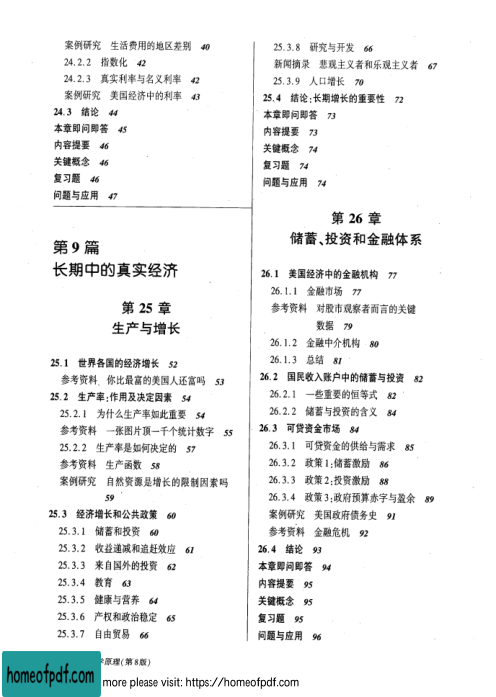 案例研究 生活费用的地区差别 40
24.2.2 指数化 42
24.2.3 真实利率与名义利率 42
案例研究 美国经济中的利率 43
24.3 结论 44
本章即问即答 45
内容提要 46
关键概念 46
复习题 46
问题与应用 47
第 9 篇
长期中的真实经济
第 25 章
生产与增长
25.1 世界各国的经济增长 52
参考资料 你比最富的美国人还富吗 53
25.2 生产率:作用及决定因素 54
25.2.1 为什么生产率如此重要 54
参考资料 一张图片顶一千个统计数字 55
25.2.2 生产率是如何决定的 57
参考资料 生产函数 58
案例研究 自然资源是增长的限制因素吗
59
25.3 经济增长和公共政策 60
25.3.1 储蓄和投资 60
25.3.2 收益递减和追赶效应 61
25.3.3 来自国外的投资 62
25.3.4 教育 63
25.3.5 健康与营养 64
25.3.6 产权和政治稳定 65
25.3.7 自由贸易 66
25.3.8 研究与开发 66
新闻摘录 悲观主义者和乐观主义者 67
25.3.9 人口增长 70
25.4 结论:长期增长的重要性 72
本章即问即答 73
内容提要 73
关键概念 74
复习题 74
问题与应用 74
第 26 章
储蓄、投资和金融体系
26.1 美国经济中的金融机构 77
26.1.1 金融市场 77
参考资料 对股市观察者而言的关键
数据 79
26.1.2 金融中介机构 80
26.1.3 总结 81
26.2 国民收入账户中的储蓄与投资 82
26.2.1 一些重要的恒等式 82
26.2.2 储蓄与投资的含义 84
26.3 可贷资金市场 84
26.3.1 可贷资金的供给与需求 85
26.3.2 政策1:储蓄激励 86
26.3.3 政策2:投资激励 88
26.3.4 政策3:政府预算赤字与盈余 89
案例研究 美国政府债务史 91
参考资料 金融危机 92
26.4 结论 93
本章即问即答 94
内容提要 95
关键概念 95
复习题 95
问题与应用 96
学原理(第8版)
homeofpdf.com
more please visit: https://homeofpdf.com